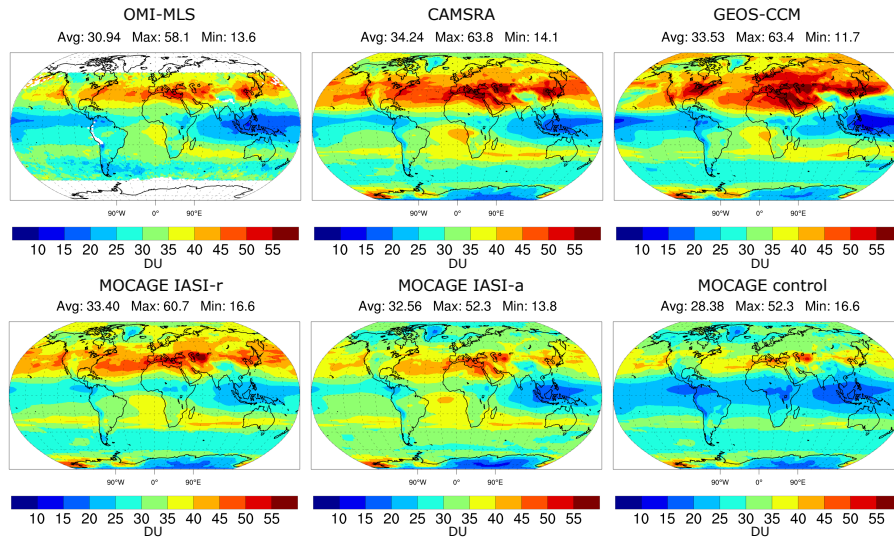 OMI-MLS CAMSRA GEOS-CCM
Avg: 30.94 Max: 58.1 Min: 13.6 Avg: 34.24 Max: 63.8 Min: 14.1 Avg: 33.53 Max: 63.4 Min: 11.7
90°W 0° 90°E 90°W 0° 90°E 90°W 0° 90°E
10 15 20 25 30 35 40 45 50 55 10 15 20 25 30 35 40 45 50 55 10 15 20 25 30 35 40 45 50 55
DU DU DU
MOCAGE IASI-r MOCAGE IASI-a MOCAGE control
Avg: 33.40 Max: 60.7 Min: 16.6 Avg: 32.56 Max: 52.3 Min: 13.8 Avg: 28.38 Max: 52.3 Min: 16.6
90°W 0° 90°E 90°W 0° 90°E 90°W 0° 90°E
10 15 20 25 30 35 40 45 50 55 10 15 20 25 30 35 40 45 50 55 10 15 20 25 30 35 40 45 50 55
DU DU DU